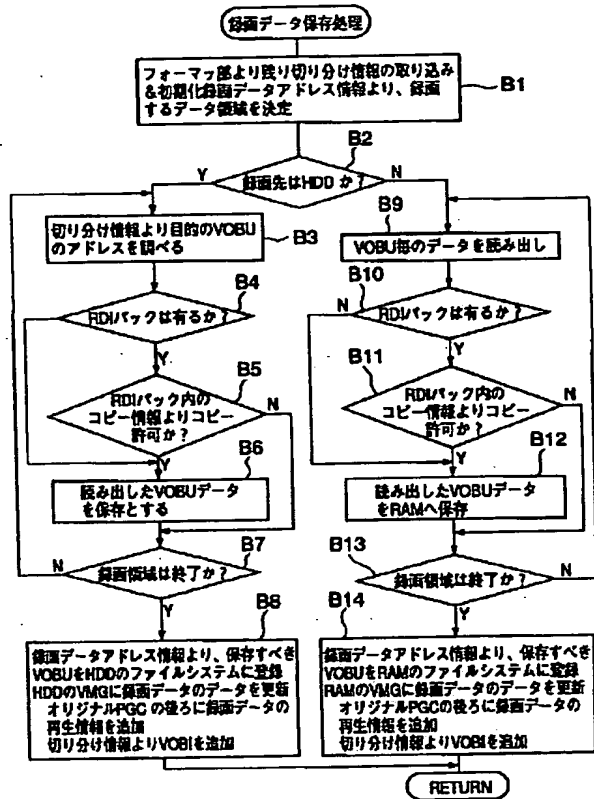 録画データ保存処理
フォーマッ部より残り切り分け情報の取り込み
&初期化録画データアドレス情報より、録画
するデータ領域を決定
B1
B2
Y
録画先はHDDか?
N
切り分け情報より目的のVOBU
のアドレスを調べる
B3
B4
RDIパックは有るか?
Y
B5
RDIパック内の
コピー情報よりコピー
許可か?
N
Y
B6
読み出したVOBUデータ
を保存とする
B7
N
録画領域は終了か?
Y
B8
録画データアドレス情報より、保存すべき
VOBUをHDDのファイルシステムに登録
HDDのVMGに録画データのデータを更新
オリジナルPGCの後ろに録画データの
再生情報を追加
切り分け情報よりVOBIを追加
B9
VOBU毎のデータを読み出し
B10
N
RDIパックは有るか?
Y
B11
RDIパック内の
コピー情報よりコピー
許可か?
N
Y
B12
読み出したVOBUデータ
をRAMへ保存
B13
録画領域は終了か?
N
Y
B14
録画データアドレス情報より、保存すべき
VOBUをRAMのファイルシステムに登録
RAMのVMGに録画データのデータを更新
オリジナルPGCの後ろに録画データの
再生情報を追加
切り分け情報よりVOBIを追加
RETURN